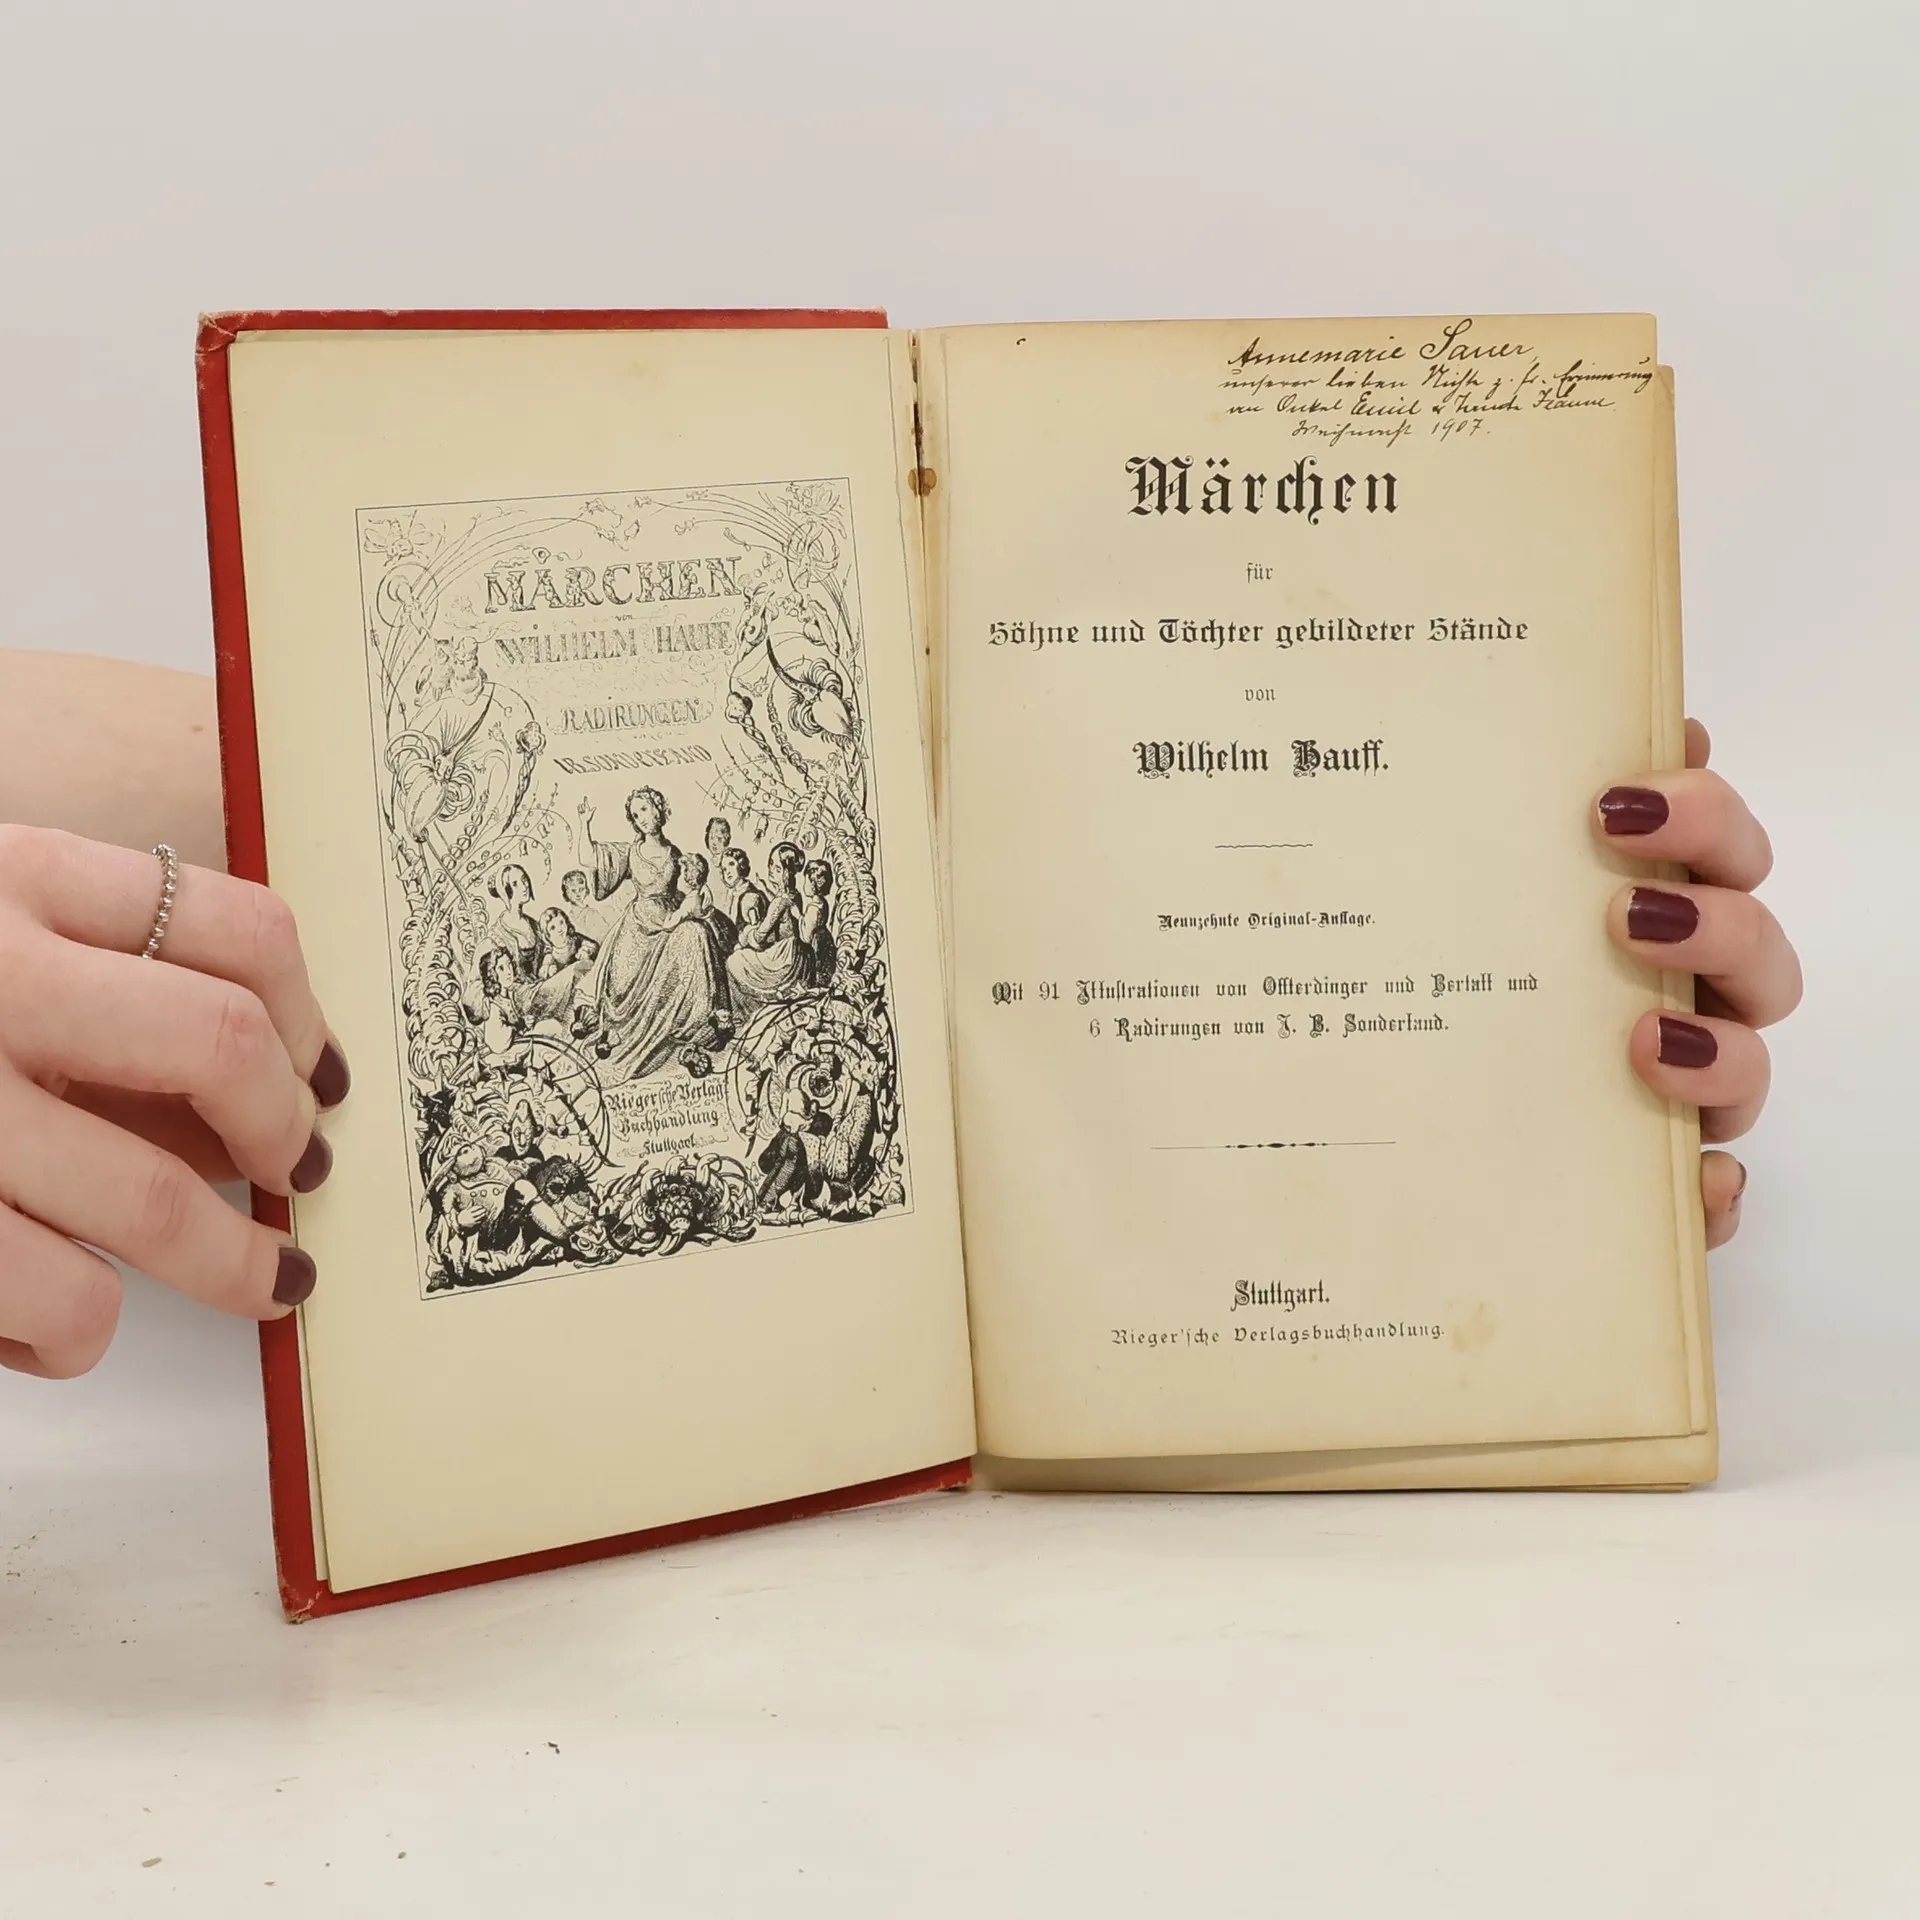 MÄRCHEN
VON
WILHELM HAUFF
RADIRUNGEN
J.B. SONDERLAND
Rieger'sche Verlags
Buchhandlung
Stuttgart
Annemarie Sauer,
unserer lieben Nichte z. fr. Erinnerung
an Onkel Emil & Tante
Weihnacht 1907.
Märchen
für
Söhne und Töchter gebildeter Stände
von
Wilhelm Hauff.
Neunzehnte Original-Auflage.
Mit 91 Illustrationen von Offterdinger und Bertall und
6 Radirungen von J. B. Sonderland.
Stuttgart.
Rieger'sche Verlagsbuchhandlung.